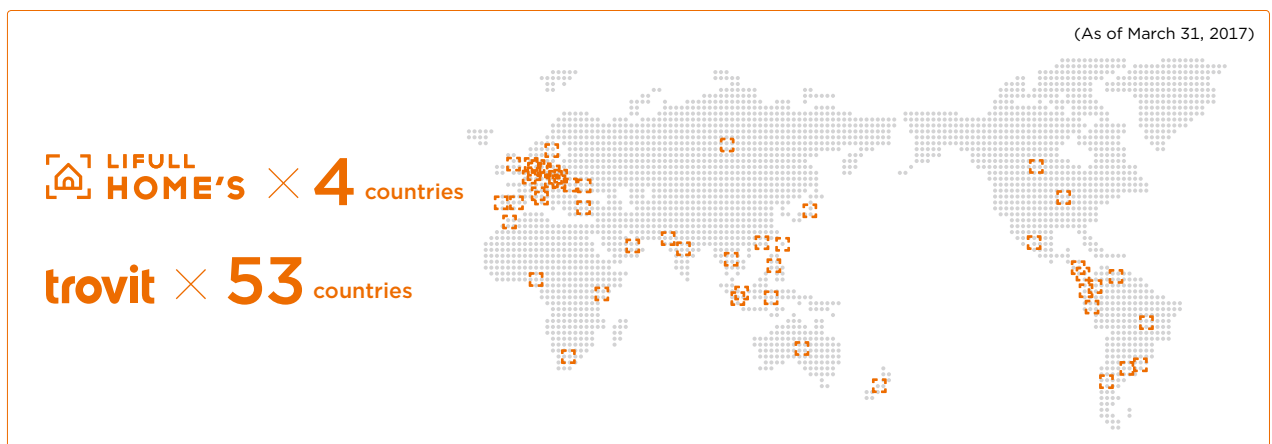 (As of March 31, 2017)
LIFULL
HOME'S × 4 countries
trovit × 53 countries